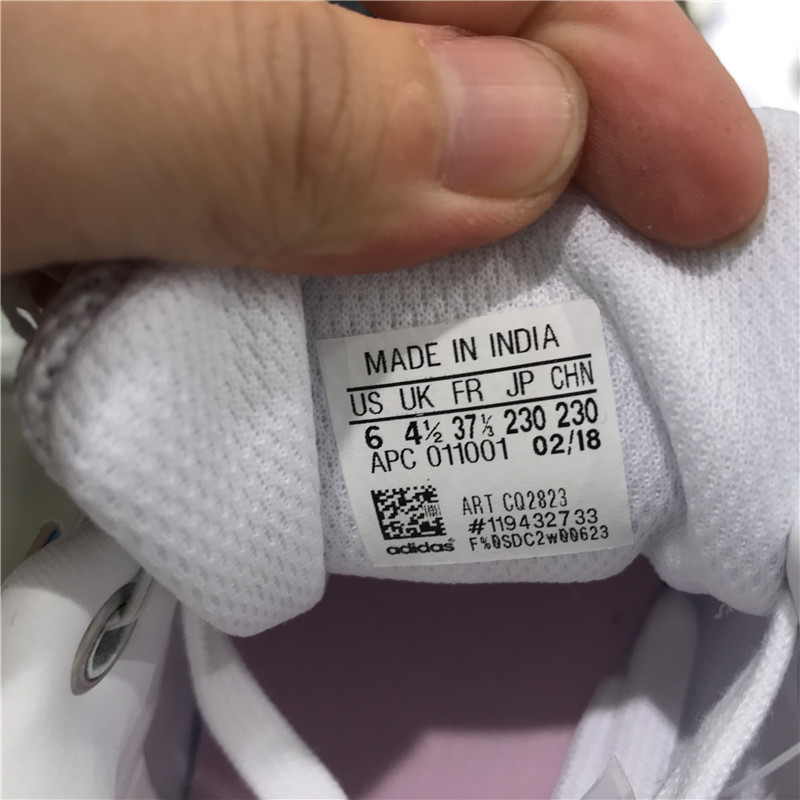 MADE IN INDIA
US UK FR JP CHN
6 4½ 37⅓ 230 230
APC 011001 02/18
ART CQ2823
#119432733
adidas F%0SDC2w00623